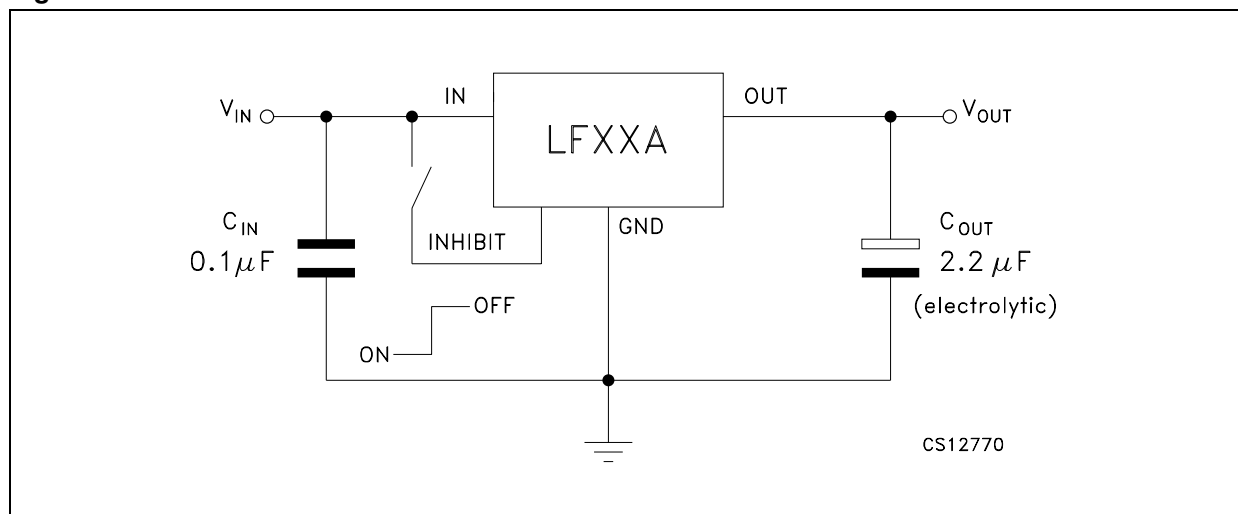 IN
OUT
V_IN
V_OUT
LFXXA
GND
C_IN
0.1μF
INHIBIT
C_OUT
2.2 μF
(electrolytic)
OFF
ON
CS12770